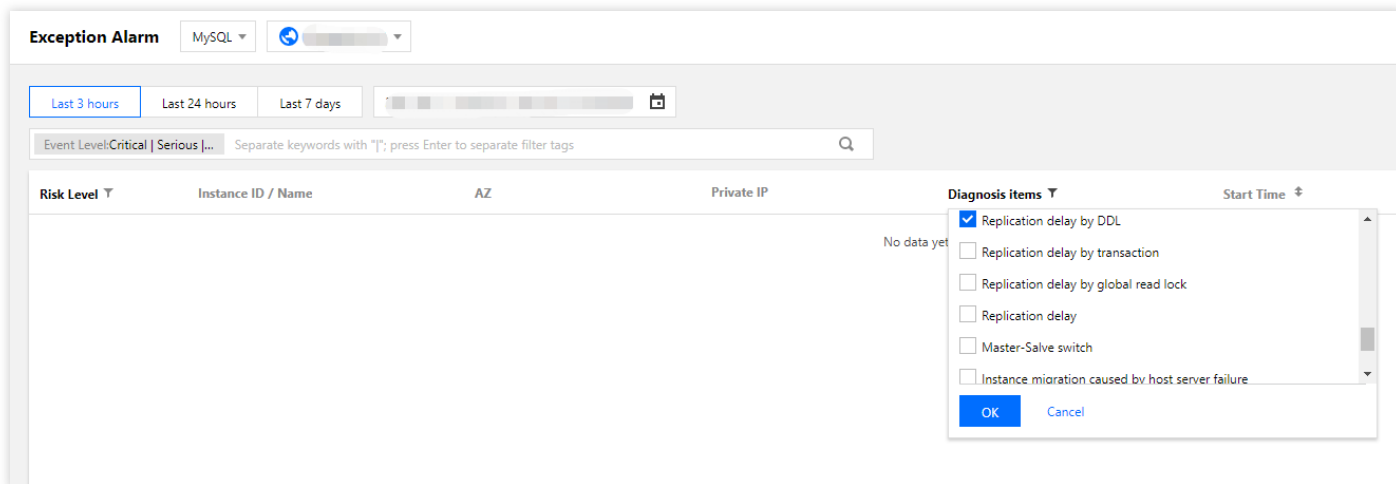 Exception Alarm MySQL
Last 3 hours Last 24 hours Last 7 days
Event Level:Critical | Serious |... Separate keywords with "|"; press Enter to separate filter tags
Risk Level Instance ID / Name AZ Private IP Diagnosis items Start Time
No data yet
Replication delay by DDL
Replication delay by transaction
Replication delay by global read lock
Replication delay
Master-Salve switch
Instance migration caused by host server failure
OK Cancel